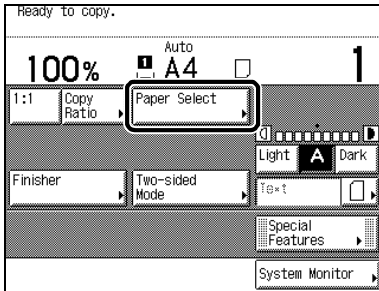 Ready to copy.
Auto
100% 1 A4 1
1:1 Copy Ratio Paper Select
Light A Dark
Finisher Two-sided Mode Text
Special Features
System Monitor